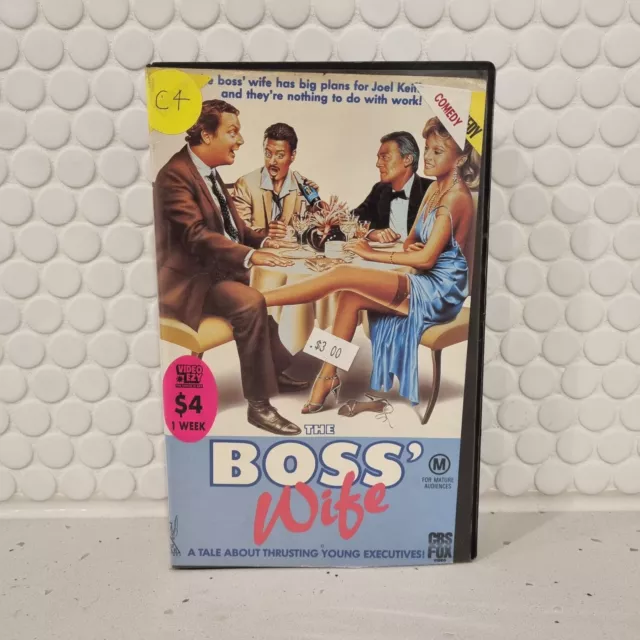 boss' wife has big plans for Joel
and they're nothing to do with work!
C4
COMEDY
.$3 00
VIDEO
EZY
$4
1 WEEK
THE
BOSS'
Wife
M
FOR MATURE
AUDIENCES
A TALE ABOUT THRUSTING YOUNG EXECUTIVES!
CBS
FOX
VIDEO